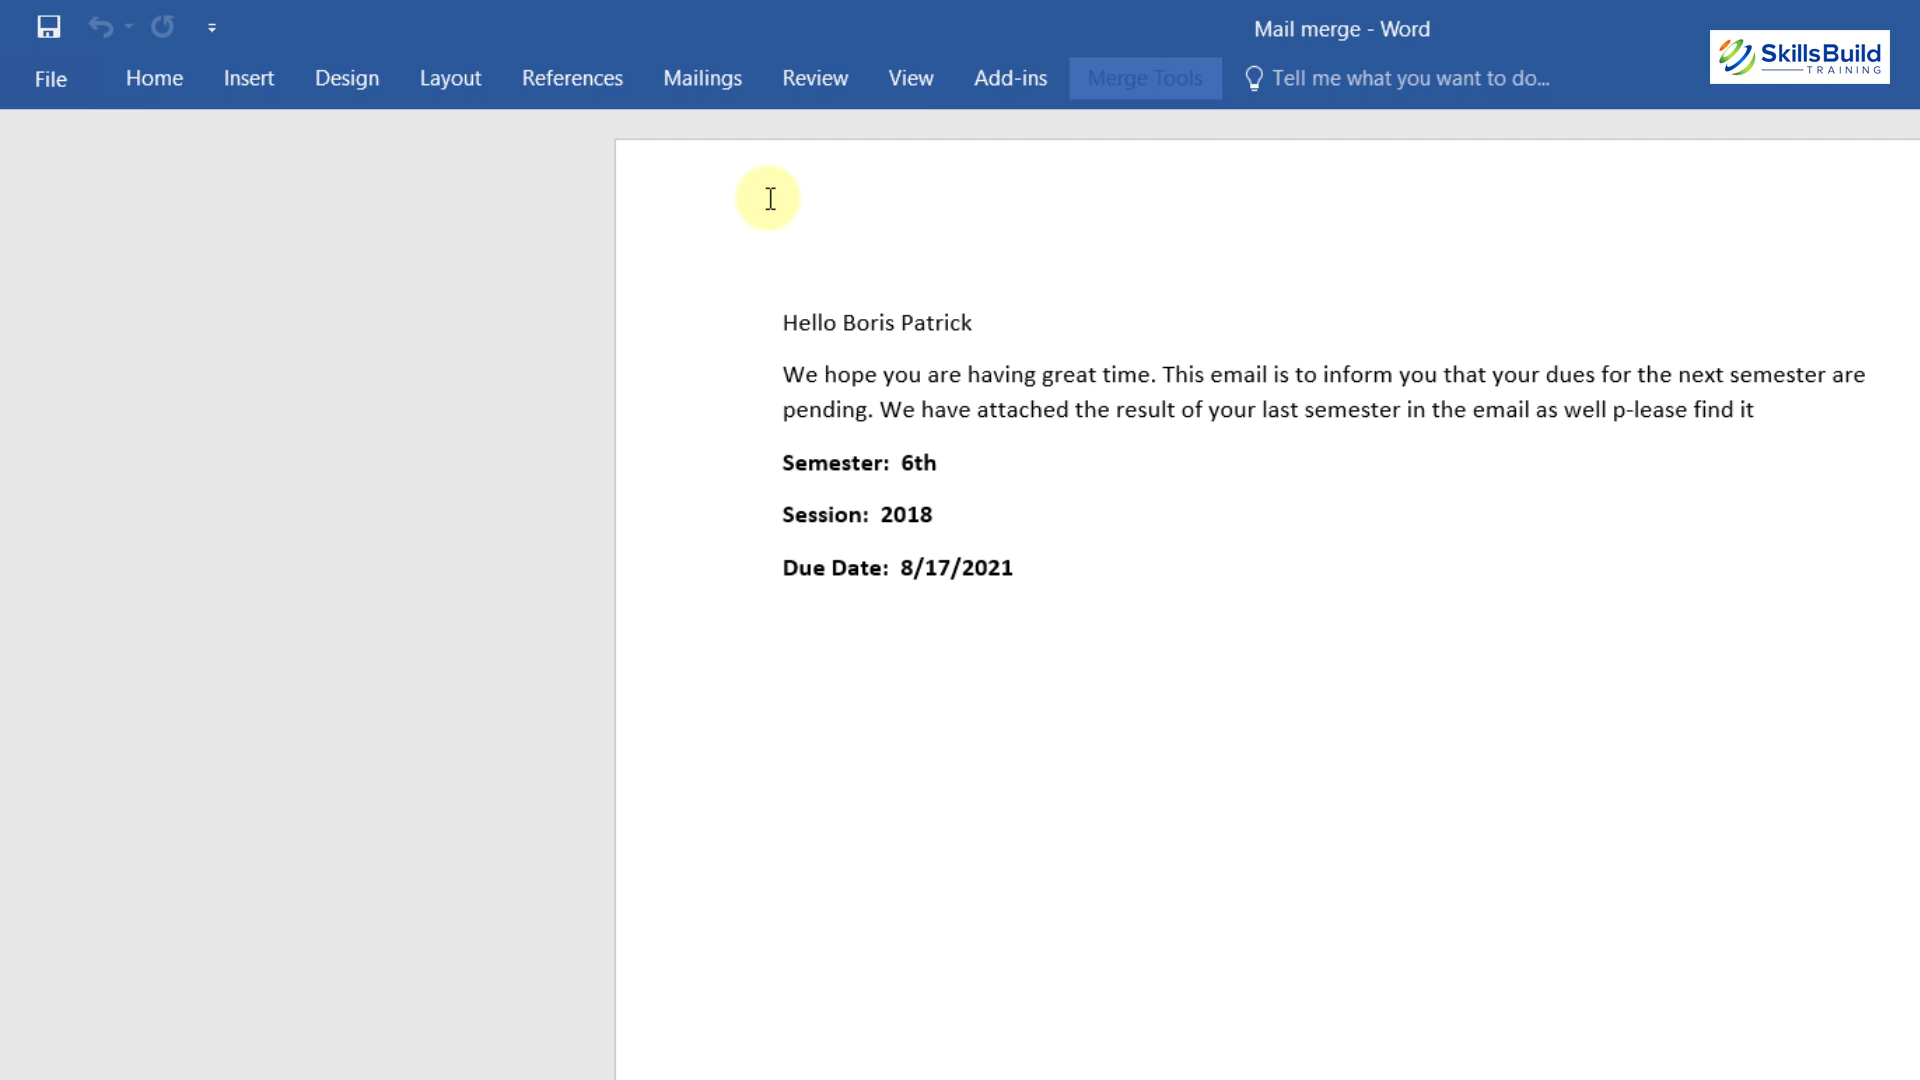 Mail merge - Word
SkillsBuild
TRAINING
File Home Insert Design Layout References Mailings Review View Add-ins Merge Tools Tell me what you want to do...
Hello Boris Patrick
We hope you are having great time. This email is to inform you that your dues for the next semester are
pending. We have attached the result of your last semester in the email as well p-lease find it
Semester: 6th
Session: 2018
Due Date: 8/17/2021